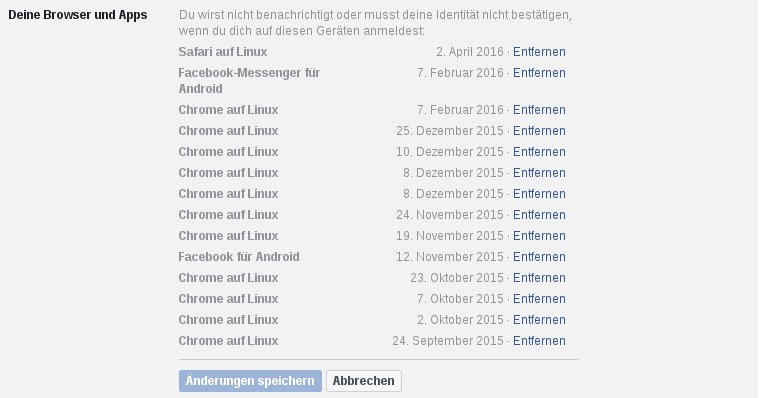 Deine Browser und Apps
Du wirst nicht benachrichtigt oder musst deine Identität nicht bestätigen,
wenn du dich auf diesen Geräten anmeldest:
Safari auf Linux 2. April 2016 · Entfernen
Facebook-Messenger für 7. Februar 2016 · Entfernen
Android
Chrome auf Linux 7. Februar 2016 · Entfernen
Chrome auf Linux 25. Dezember 2015 · Entfernen
Chrome auf Linux 10. Dezember 2015 · Entfernen
Chrome auf Linux 8. Dezember 2015 · Entfernen
Chrome auf Linux 8. Dezember 2015 · Entfernen
Chrome auf Linux 24. November 2015 · Entfernen
Chrome auf Linux 19. November 2015 · Entfernen
Facebook für Android 12. November 2015 · Entfernen
Chrome auf Linux 23. Oktober 2015 · Entfernen
Chrome auf Linux 7. Oktober 2015 · Entfernen
Chrome auf Linux 2. Oktober 2015 · Entfernen
Chrome auf Linux 24. September 2015 · Entfernen
Änderungen speichern Abbrechen